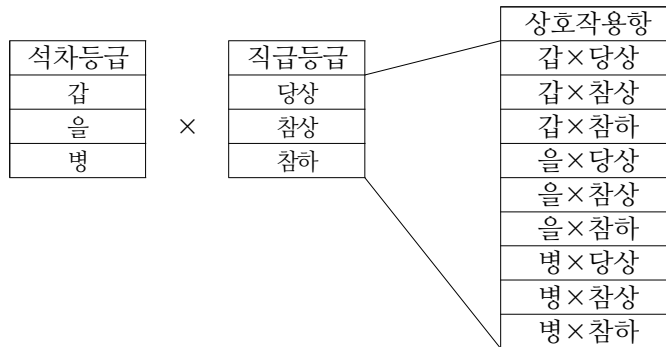 석차등급
갑
을
병
×
직급등급
당상
참상
참하
상호작용항
갑×당상
갑×참상
갑×참하
을×당상
을×참상
을×참하
병×당상
병×참상
병×참하